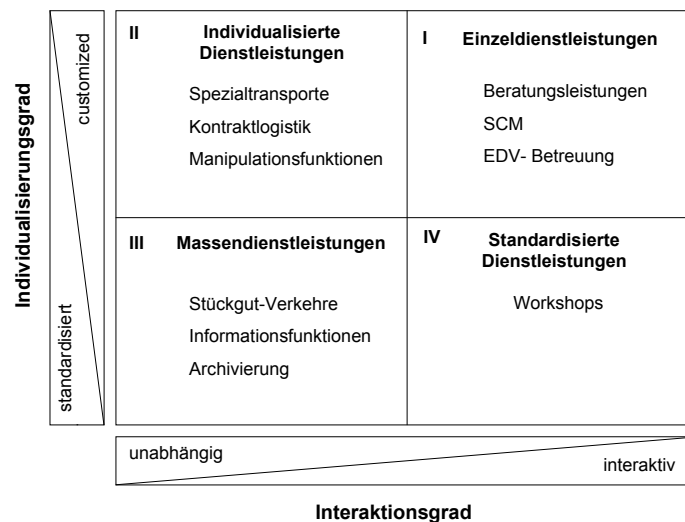 Individualisierungsgrad
customized
standardisiert
II Individualisierte
Dienstleistungen
Spezialtransporte
Kontraktlogistik
Manipulationsfunktionen
I Einzeldienstleistungen
Beratungsleistungen
SCM
EDV- Betreuung
III Massendienstleistungen
Stückgut-Verkehre
Informationsfunktionen
Archivierung
IV Standardisierte
Dienstleistungen
Workshops
unabhängig
interaktiv
Interaktionsgrad